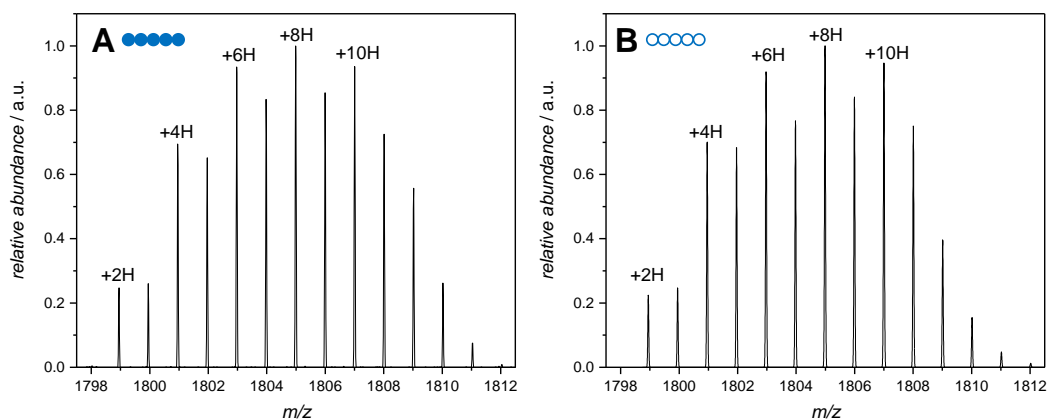 A
+2H
+4H
+6H
+8H
+10H
relative abundance / a.u.
1.0
0.8
0.6
0.4
0.2
0.0
1798 1800 1802 1804 1806 1808 1810 1812
m/z
B
+2H
+4H
+6H
+8H
+10H
relative abundance / a.u.
1.0
0.8
0.6
0.4
0.2
0.0
1798 1800 1802 1804 1806 1808 1810 1812
m/z